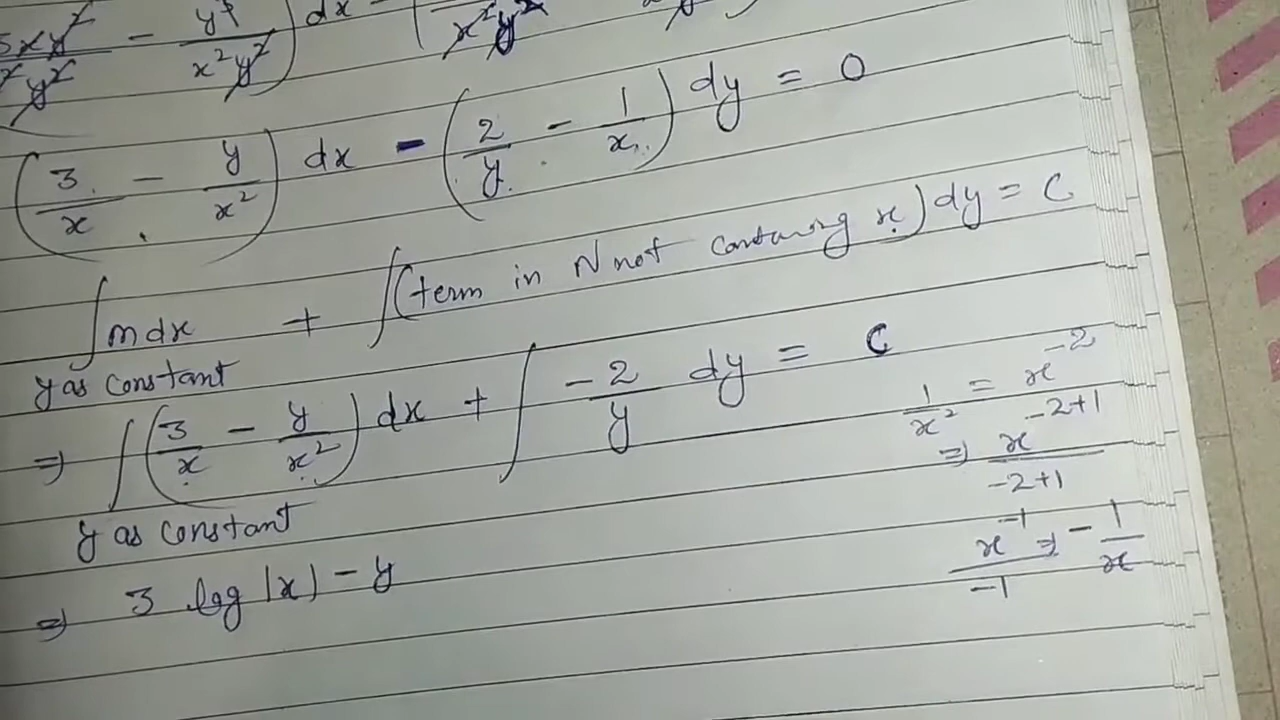 (3/x - y/x²) dx - (2/y - 1/x) dy = 0
∫ m dx + ∫ (term in N not containing x) dy = C
y as constant
⇒ ∫ (3/x - y/x²) dx + ∫ -2/y dy = C
y as constant
⇒ 3 log |x| - y
1/x² = x^-2
⇒ x^-2+1 / -2+1
x^-1 / -1 ⇒ - 1/x